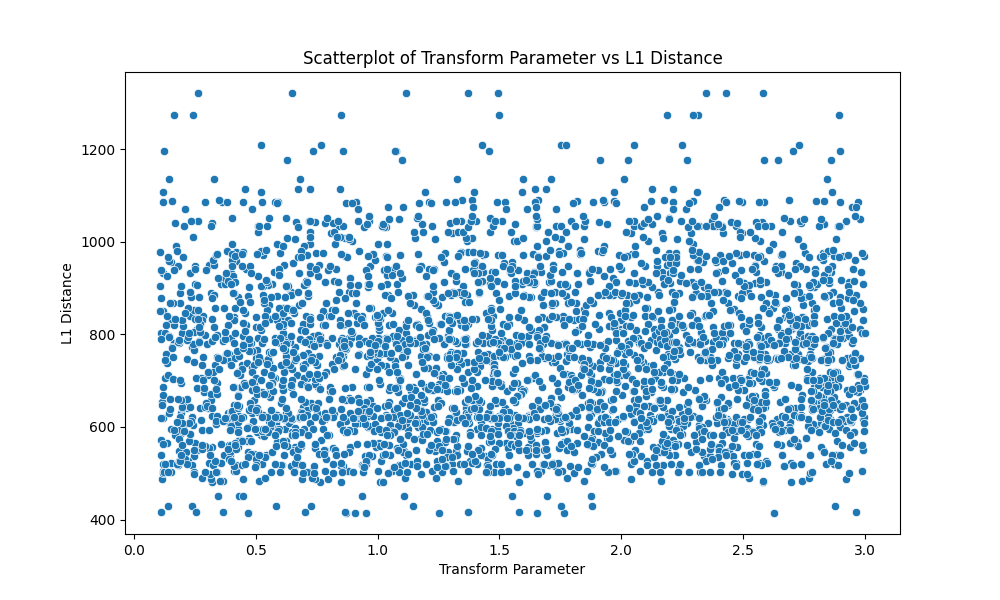 Scatterplot of Transform Parameter vs L1 Distance
1200
1000
800
600
400
L1 Distance
0.0 0.5 1.0 1.5 2.0 2.5 3.0
Transform Parameter